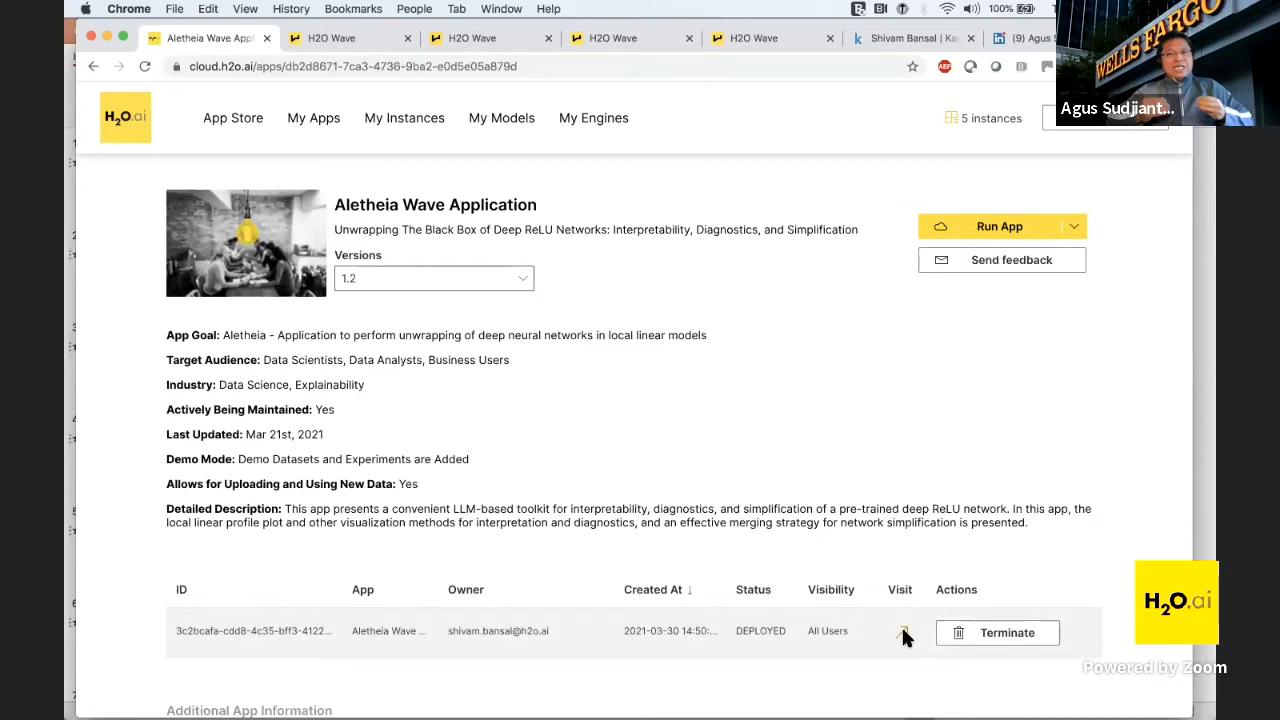 Chrome File Edit View History Bookmarks People Tab Window Help 100%
Aletheia Wave Appl H2O Wave H2O Wave H2O Wave H2O Wave Shivam Bansal | Ka (9) Agus S
cloud.h2o.ai/apps/db2d8671-7ca3-4736-9ba2-e0d5e5ba879d
ABP
WELLS FARGO
Agus Sudjiant...
H2O.ai
App Store My Apps My Instances My Models My Engines 5 instances
Aletheia Wave Application
Unwrapping The Black Box of Deep ReLU Networks: Interpretability, Diagnostics, and Simplification
Versions
1.2
Run App
Send feedback
App Goal: Aletheia - Application to perform unwrapping of deep neural networks in local linear models
Target Audience: Data Scientists, Data Analysts, Business Users
Industry: Data Science, Explainability
Actively Being Maintained: Yes
Last Updated: Mar 21st, 2021
Demo Mode: Demo Datasets and Experiments are Added
Allows for Uploading and Using New Data: Yes
Detailed Description: This app presents a convenient LLM-based toolkit for interpretability, diagnostics, and simplification of a pre-trained deep ReLU network. In this app, the
local linear profile plot and other visualization methods for interpretation and diagnostics, and an effective merging strategy for network simplification is presented.
ID App Owner Created At ↓ Status Visibility Visit Actions
3c2bcafa-cdd8-4c35-bff3-4122... Aletheia Wave ... shivam.bansal@h2o.ai 2021-03-30 14:50:... DEPLOYED All Users Terminate
H2O.ai
Powered by Zoom
Additional App Information